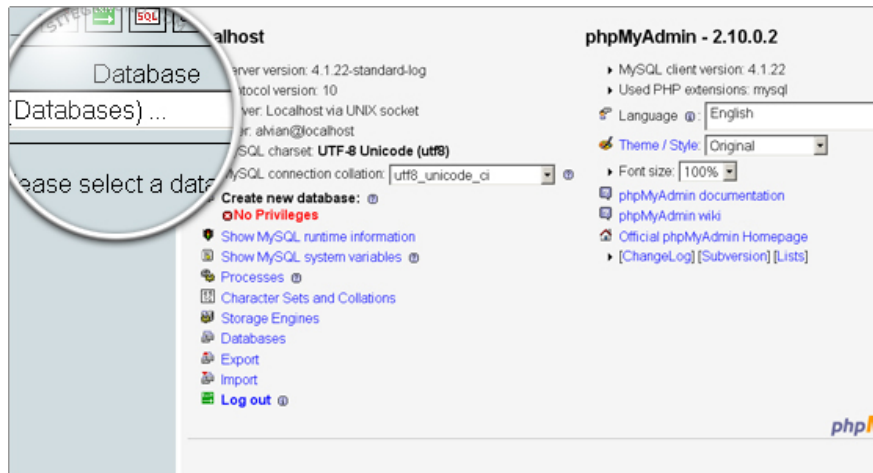 SQL
Database
(Databases) ...
ease select a data
alhost
erver version: 4.1.22-standard-log
otocol version: 10
ver: Localhost via UNIX socket
er: alvian@localhost
SQL charset: UTF-8 Unicode (utf8)
MySQL connection collation: utf8_unicode_ci
Create new database:
No Privileges
Show MySQL runtime information
Show MySQL system variables
Processes
Character Sets and Collations
Storage Engines
Databases
Export
Import
Log out
phpMyAdmin - 2.10.0.2
MySQL client version: 4.1.22
Used PHP extensions: mysql
Language : English
Theme / Style: Original
Font size: 100%
phpMyAdmin documentation
phpMyAdmin wiki
Official phpMyAdmin Homepage
[ChangeLog] [Subversion] [Lists]
php